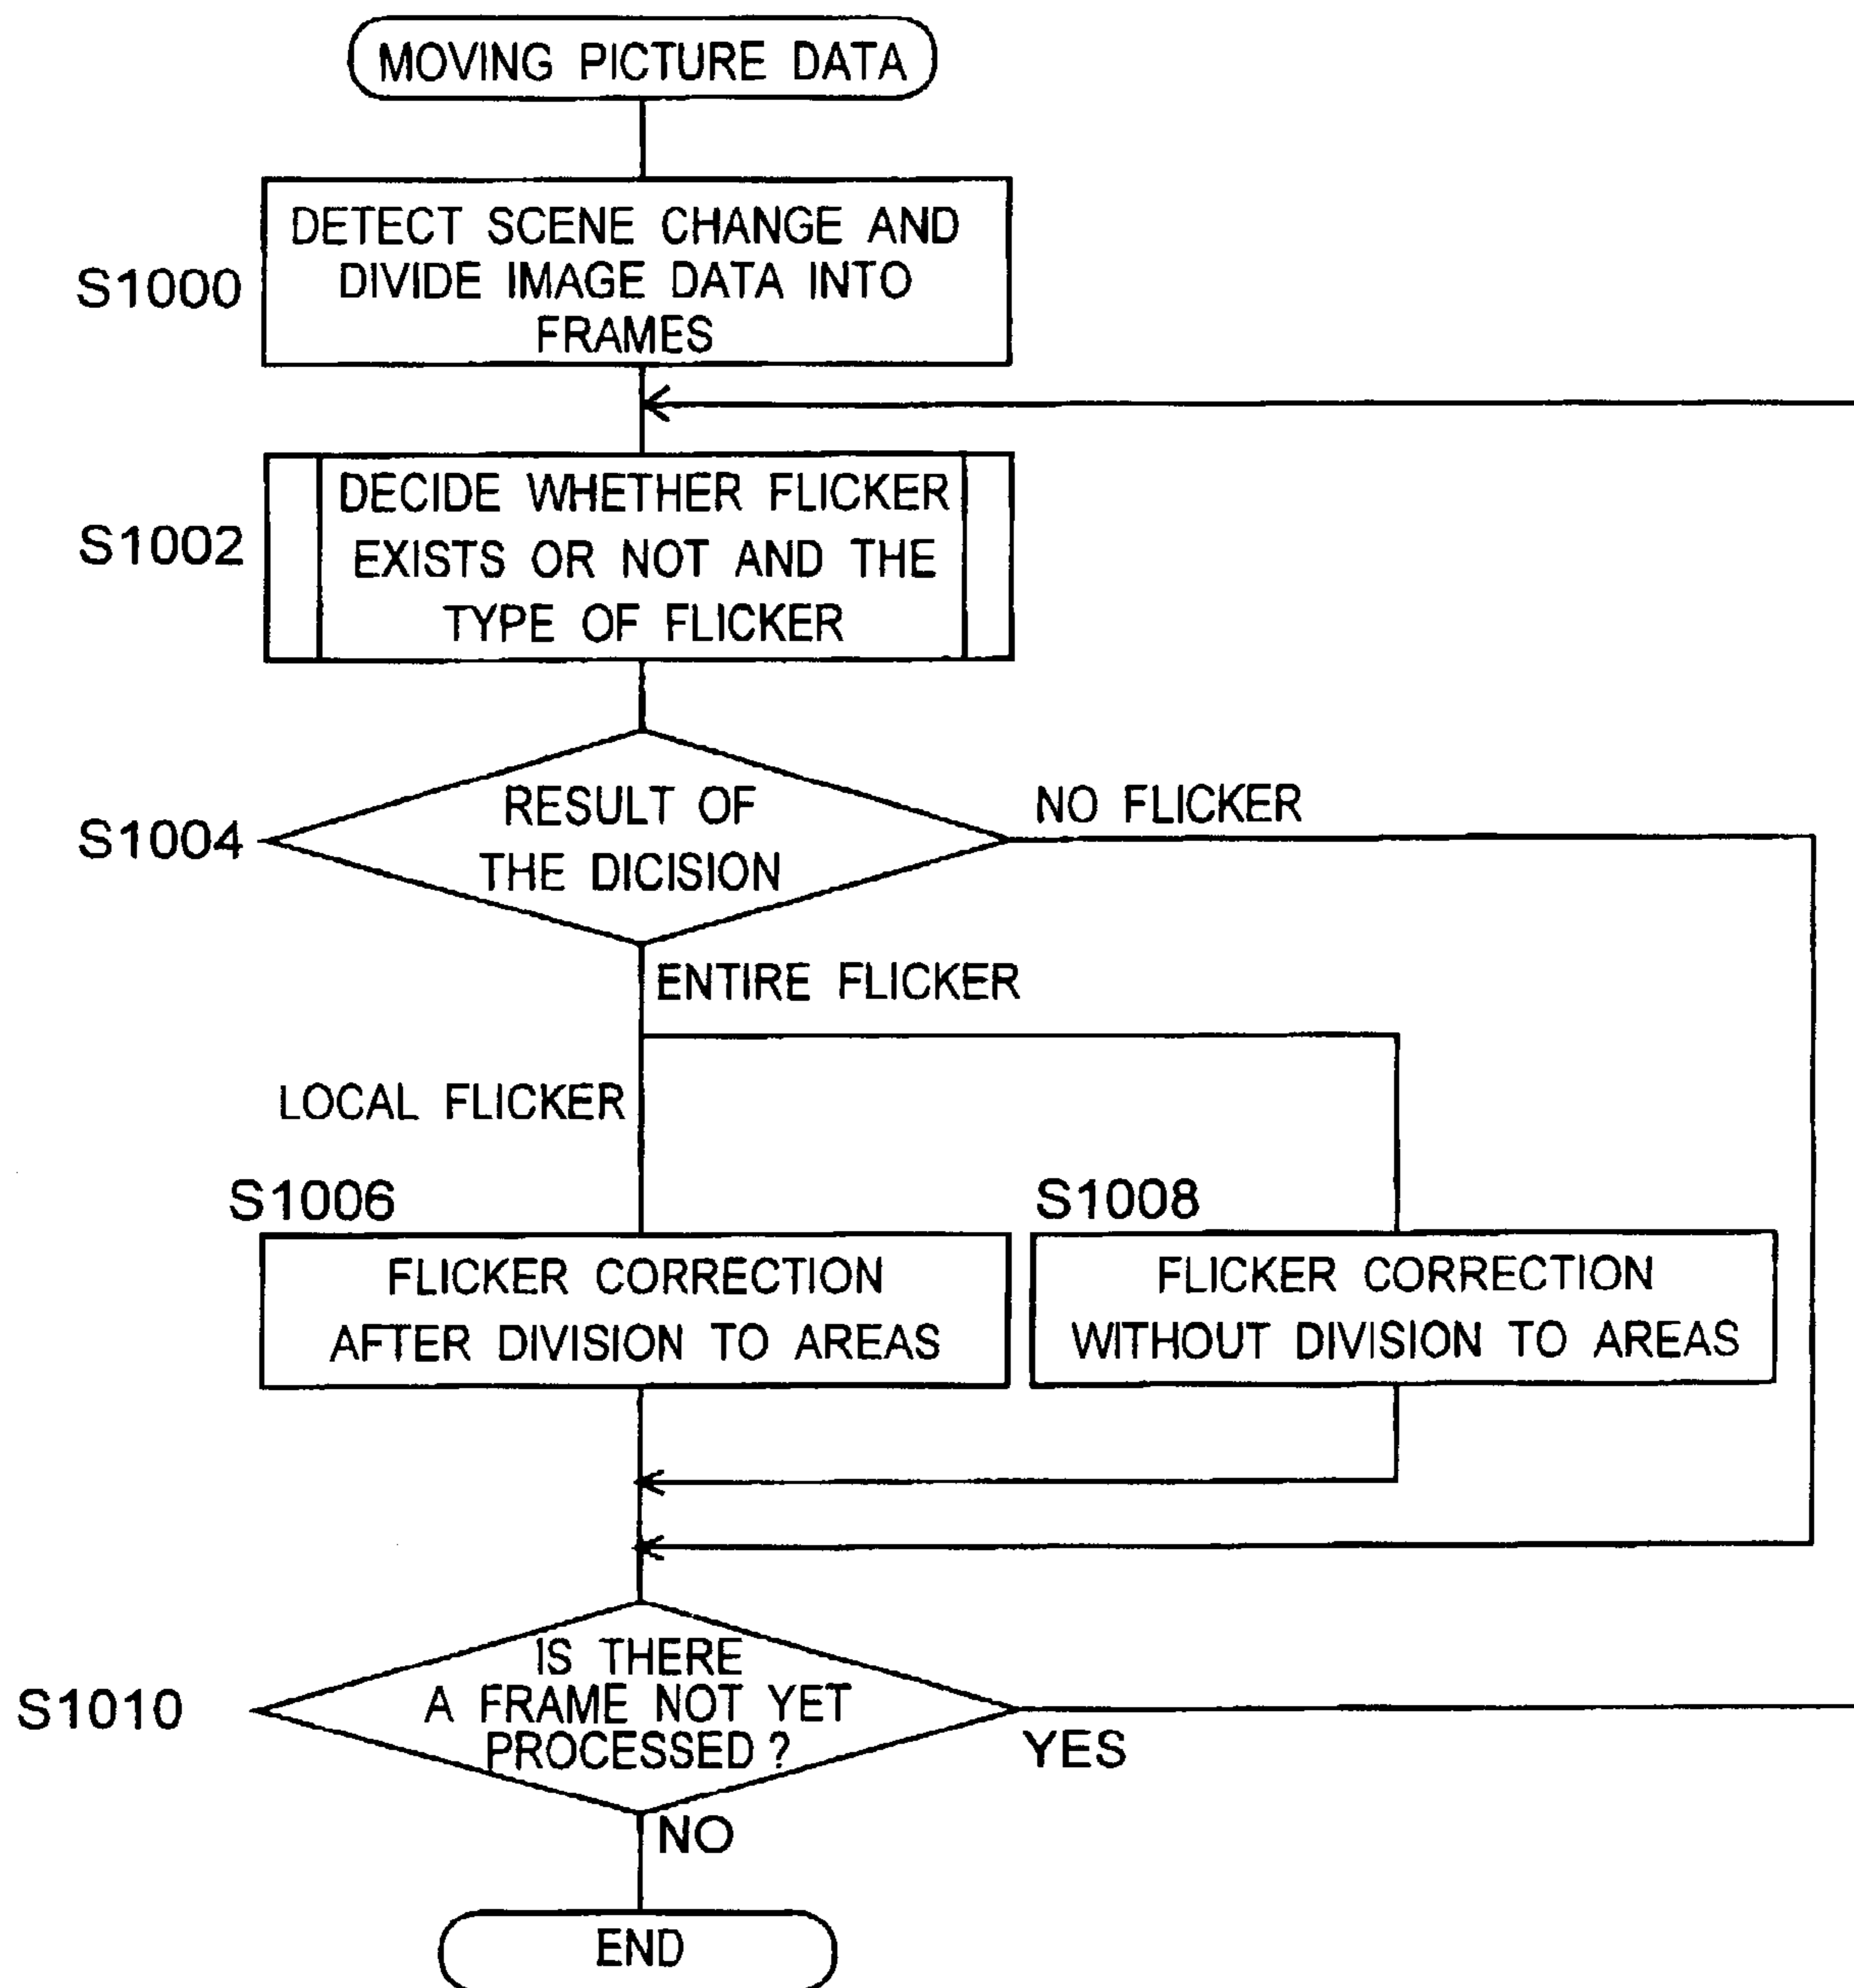 MOVING PICTURE DATA
S1000
DETECT SCENE CHANGE AND
DIVIDE IMAGE DATA INTO
FRAMES
S1002
DECIDE WHETHER FLICKER
EXISTS OR NOT AND THE
TYPE OF FLICKER
S1004
RESULT OF
THE DICISION
NO FLICKER
ENTIRE FLICKER
LOCAL FLICKER
S1006
FLICKER CORRECTION
AFTER DIVISION TO AREAS
S1008
FLICKER CORRECTION
WITHOUT DIVISION TO AREAS
S1010
IS THERE
A FRAME NOT YET
PROCESSED ?
YES
NO
END